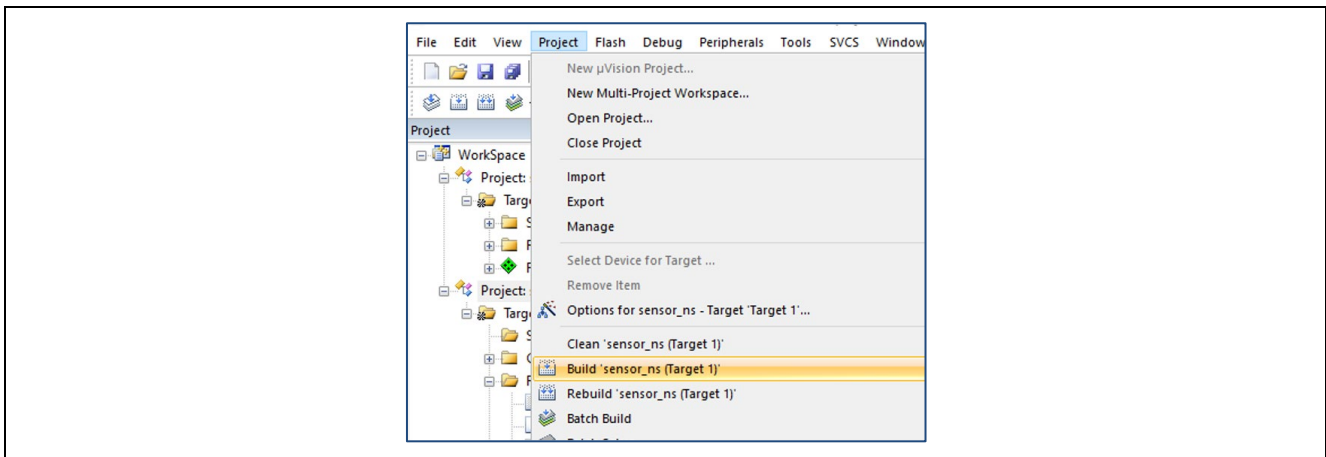 File Edit View Project Flash Debug Peripherals Tools SVCS Window
New µVision Project...
New Multi-Project Workspace...
Open Project...
Close Project
Import
Export
Manage
Select Device for Target ...
Remove Item
Options for sensor_ns - Target 'Target 1'...
Clean 'sensor_ns (Target 1)'
Build 'sensor_ns (Target 1)'
Rebuild 'sensor_ns (Target 1)'
Batch Build
Project
WorkSpace
Project:
Targe
Project:
Targ